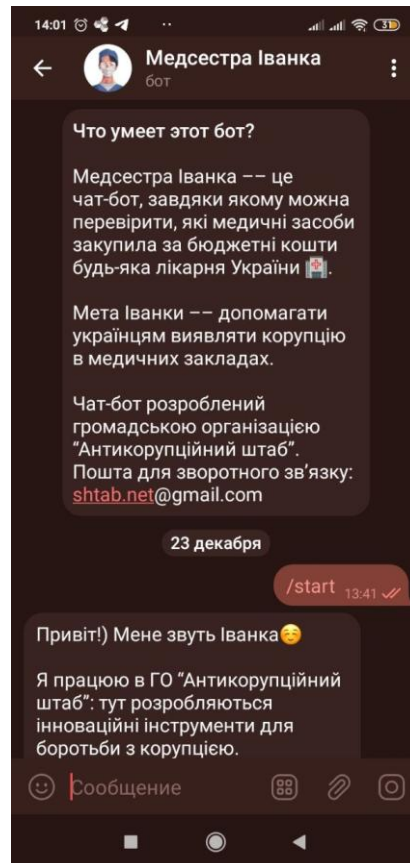 14:01
31
Медсестра Іванка
бот
Что умеет этот бот?
Медсестра Іванка –– це
чат-бот, завдяки якому можна
перевірити, які медичні засоби
закупила за бюджетні кошти
будь-яка лікарня України 🏥.
Мета Іванки –– допомагати
українцям виявляти корупцію
в медичних закладах.
Чат-бот розроблений
громадською організацією
“Антикорупційний штаб”.
Пошта для зворотного зв’язку:
shtab.net@gmail.com
23 декабря
/start 13:41
Привіт!) Мене звуть Іванка☺️
Я працюю в ГО “Антикорупційний
штаб”: тут розробляються
інноваційні інструменти для
боротьби з корупцією.
Сообщение